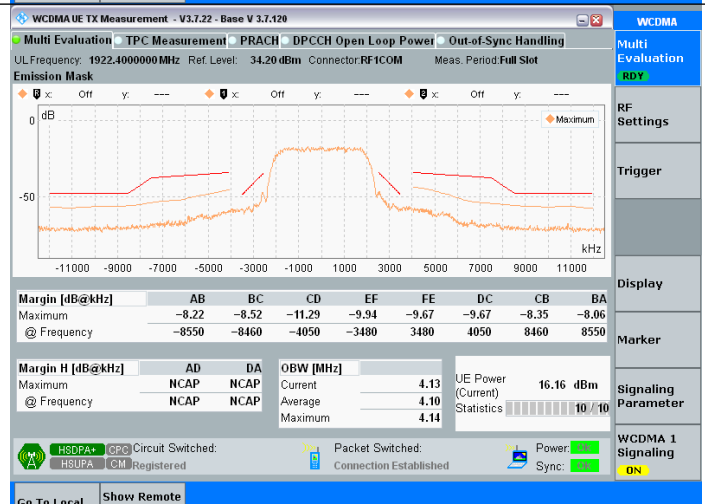 WCDMA UE TX Measurement - V3.7.22 - Base V 3.7.120
WCDMA
Multi Evaluation TPC Measurement PRACH DPCCH Open Loop Power Out-of-Sync Handling
Multi Evaluation
RDY
UL Frequency: 1922.4000000 MHz Ref. Level: 34.20 dBm Connector: RF1COM Meas. Period: Full Slot
Emission Mask
x: Off y: --- x: Off y: --- x: Off y: ---
RF Settings
dB
Maximum
0
-50
kHz
-11000 -9000 -7000 -5000 -3000 -1000 1000 3000 5000 7000 9000 11000
Trigger
Display
Margin [dB@kHz] AB BC CD EF FE DC CB BA
Maximum -8.22 -8.52 -11.29 -9.94 -9.67 -9.67 -8.35 -8.06
@ Frequency -8550 -8460 -4050 -3480 3480 4050 8460 8550
Marker
Margin H [dB@kHz] AD DA
Maximum NCAP NCAP
@ Frequency NCAP NCAP
OBW [MHz]
Current 4.13
Average 4.10
Maximum 4.14
UE Power (Current) 16.16 dBm
Statistics 10 / 10
Signaling Parameter
HSDPA+ CPC Circuit Switched:
HSUPA CM Registered
Packet Switched:
Connection Established
Power: OK
Sync: OK
WCDMA 1 Signaling
ON
Go To Local
Show Remote